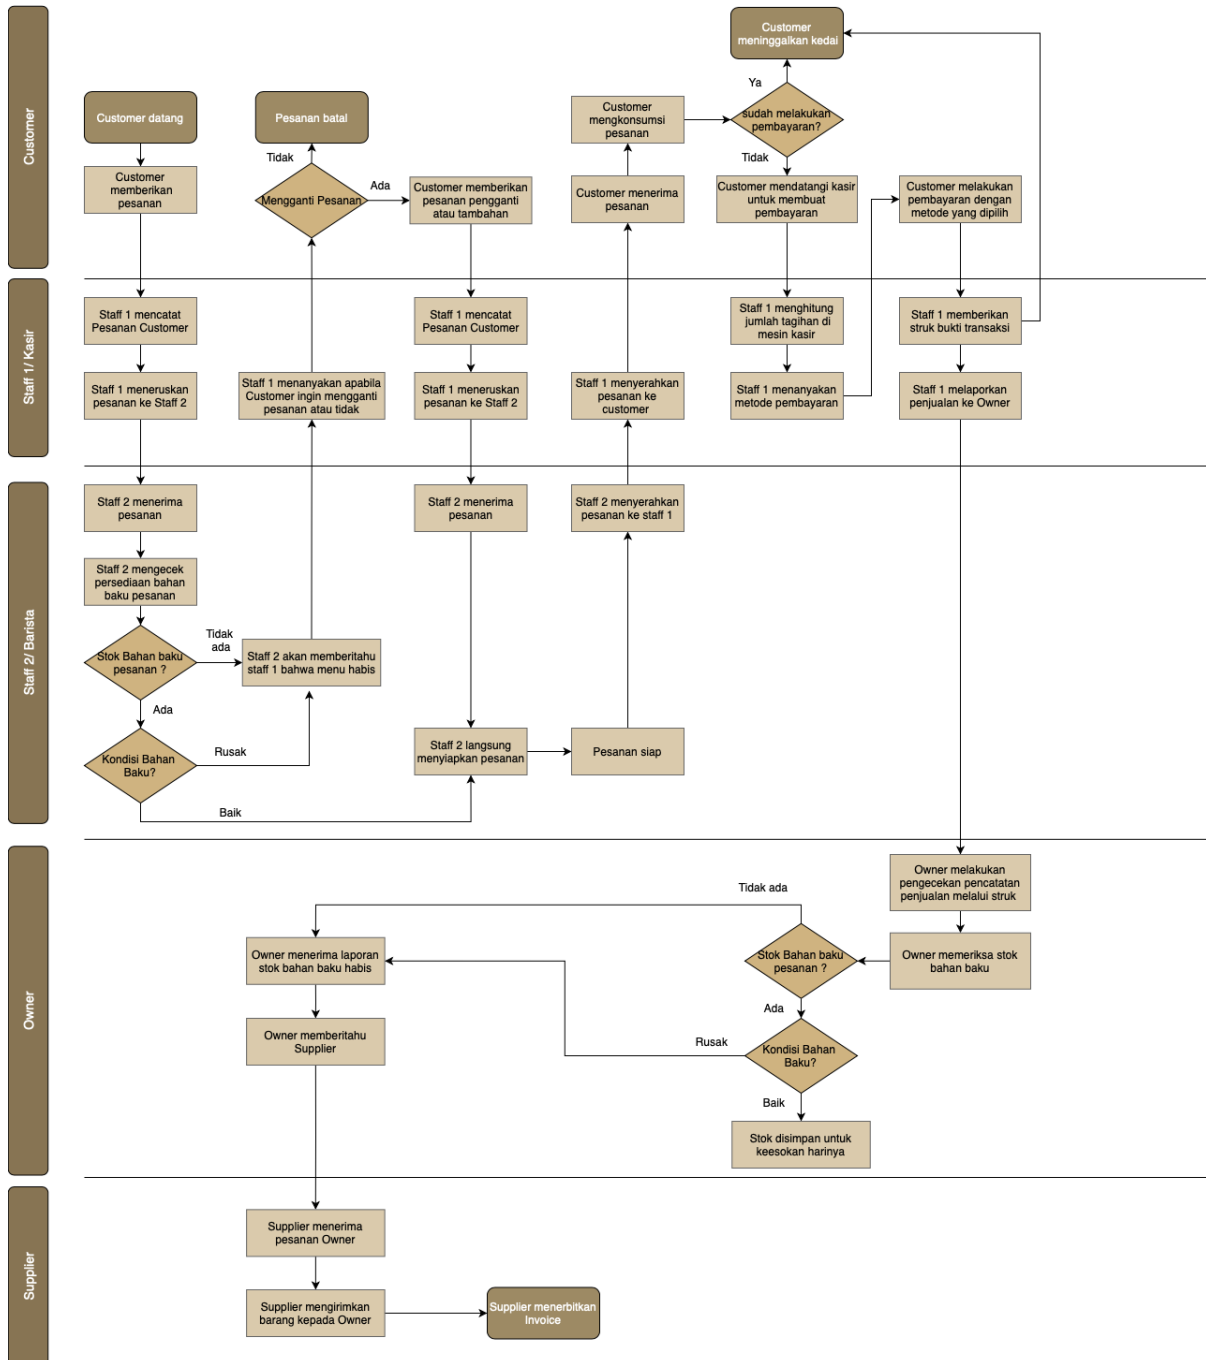 Customer
Customer datang
Customer
memberikan
pesanan
Pesanan batal
Tidak
Mengganti Pesanan
Ada
Customer memberikan
pesanan pengganti
atau tambahan
Customer
mengkonsumsi
pesanan
Customer menerima
pesanan
Customer
meninggalkan kedai
Ya
sudah melakukan
pembayaran?
Tidak
Customer mendatangi kasir
untuk membuat
pembayaran
Customer melakukan
pembayaran dengan
metode yang dipilih
Staff 1/ Kasir
Staff 1 mencatat
Pesanan Customer
Staff 1 meneruskan
pesanan ke Staff 2
Staff 1 menanyakan apabila
Customer ingin mengganti
pesanan atau tidak
Staff 1 mencatat
Pesanan Customer
Staff 1 meneruskan
pesanan ke Staff 2
Staff 1 menyerahkan
pesanan ke
customer
Staff 1 menghitung
jumlah tagihan di
mesin kasir
Staff 1 menanyakan
metode pembayaran
Staff 1 memberikan
struk bukti transaksi
Staff 1 melaporkan
penjualan ke Owner
Staff 2/ Barista
Staff 2 menerima
pesanan
Staff 2 mengecek
persediaan bahan
baku pesanan
Stok Bahan baku
pesanan ?
Tidak
ada
Ada
Kondisi Bahan
Baku?
Rusak
Baik
Staff 2 akan memberitahu
staff 1 bahwa menu habis
Staff 2 menerima
pesanan
Staff 2 langsung
menyiapkan pesanan
Staff 2 menyerahkan
pesanan ke staff 1
Pesanan siap
Owner
Owner melakukan
pengecekan pencatatan
penjualan melalui struk
Owner memeriksa stok
bahan baku
Stok Bahan baku
pesanan ?
Tidak ada
Ada
Kondisi Bahan
Baku?
Rusak
Baik
Stok disimpan untuk
keesokan harinya
Owner menerima laporan
stok bahan baku habis
Owner memberitahu
Supplier
Supplier
Supplier menerima
pesanan Owner
Supplier mengirimkan
barang kepada Owner
Supplier menerbitkan
Invoice